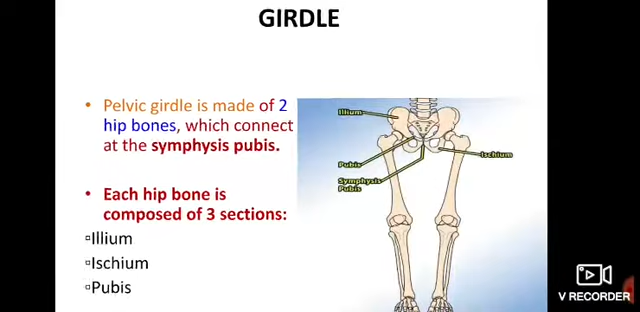 GIRDLE
• Pelvic girdle is made of 2
hip bones, which connect
at the symphysis pubis.
• Each hip bone is
composed of 3 sections:
▫Illium
▫Ischium
▫Pubis
Illium
Ischium
Pubis
Symphysis
Pubis
V RECORDER